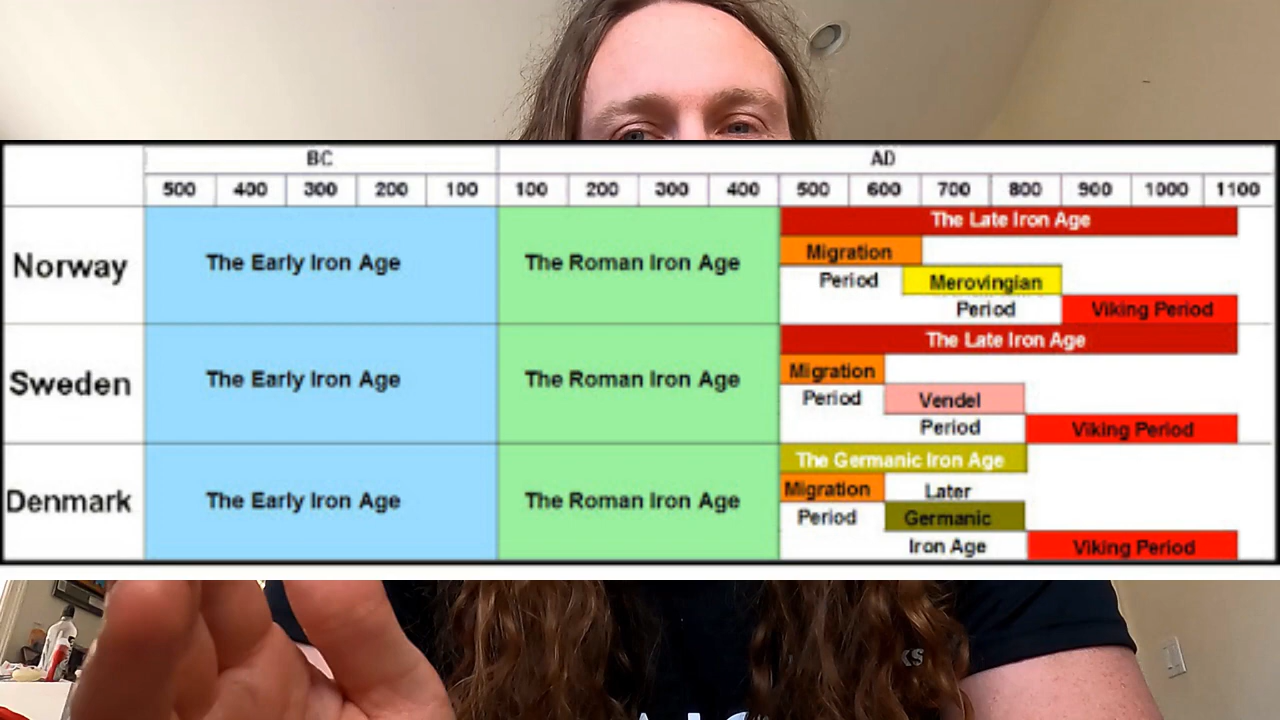 BC AD
500 400 300 200 100 100 200 300 400 500 600 700 800 900 1000 1100
Norway
The Early Iron Age
The Roman Iron Age
The Late Iron Age
Migration
Period
Merovingian
Period
Viking Period
Sweden
The Early Iron Age
The Roman Iron Age
The Late Iron Age
Migration
Period
Vendel
Period
Viking Period
Denmark
The Early Iron Age
The Roman Iron Age
The Germanic Iron Age
Migration
Period
Later
Germanic
Iron Age
Viking Period